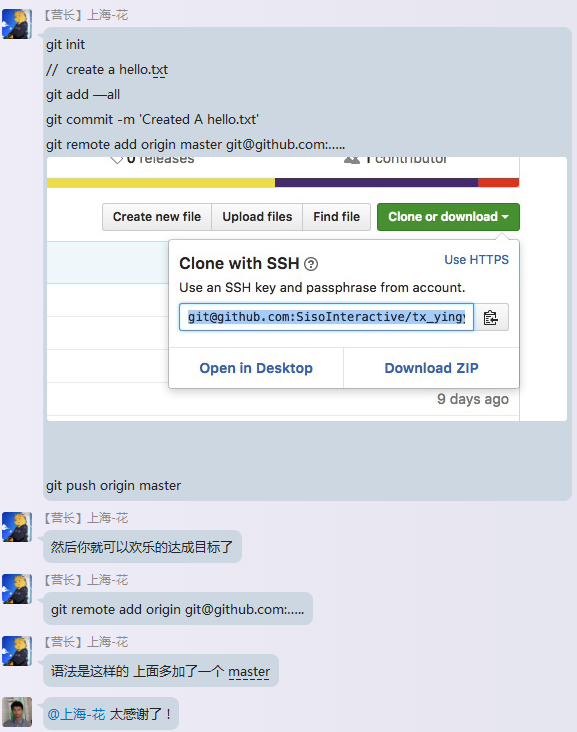 【营长】上海-花
git init
//  create a hello.txt
git add —all
git commit -m 'Created A hello.txt'
git remote add origin master git@github.com:.....
0 releases
1 contributor
Create new file
Upload files
Find file
Clone or download
Clone with SSH
Use HTTPS
Use an SSH key and passphrase from account.
git@github.com:SisoInteractive/tx_ying
Open in Desktop
Download ZIP
9 days ago
git push origin master
【营长】上海-花
然后你就可以欢乐的达成目标了
【营长】上海-花
git remote add origin git@github.com:.....
【营长】上海-花
语法是这样的 上面多加了一个 master
@上海-花 太感谢了！